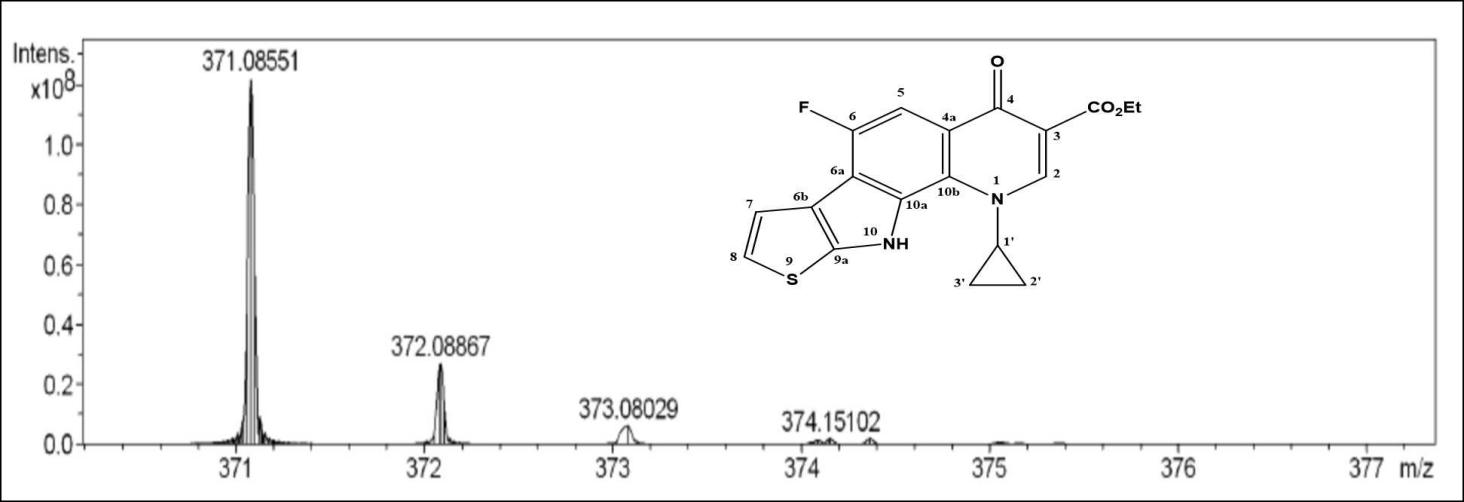 Intens.
x10⁸
1.0
0.8
0.6
0.4
0.2
0.0
371.08551
372.08867
373.08029
374.15102
371 372 373 374 375 376 377 m/z
O
F 5 4 CO₂Et
6 4a 3
6a 2
6b 10b 1
7 10a N
10 NH
8 9 9a 1'
S 3' 2'